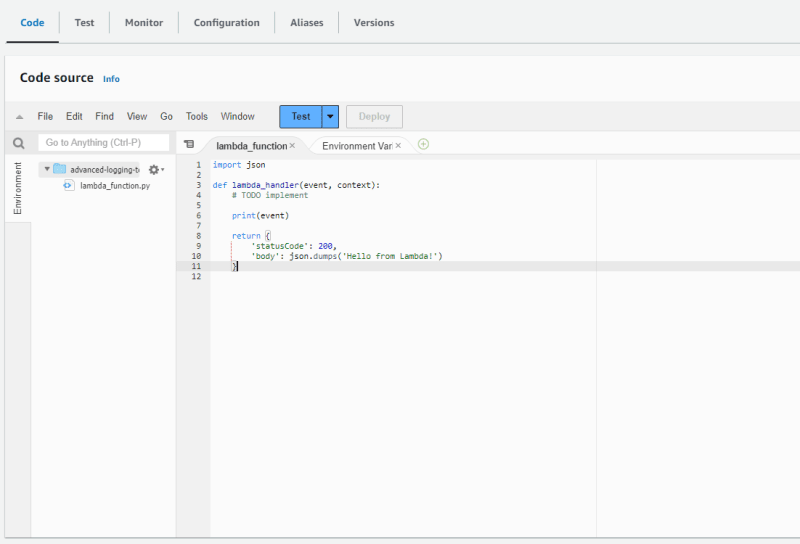 Code Test Monitor Configuration Aliases Versions
Code source Info
File Edit Find View Go Tools Window Test Deploy
Go to Anything (Ctrl-P)
lambda_function Environment Var
Environment
advanced-logging-t
lambda_function.py
1 import json
2
3 def lambda_handler(event, context):
4 # TODO implement
5
6 print(event)
7
8 return {
9 'statusCode': 200,
10 'body': json.dumps('Hello from Lambda!')
11 }
12